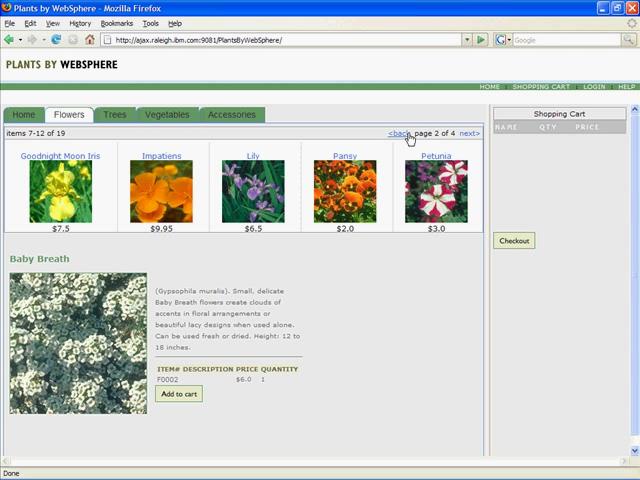 Plants by WebSphere - Mozilla Firefox
File Edit View History Bookmarks Tools Help
http://ajax.raleigh.ibm.com:9081/PlantsByWebSphere/
Google
PLANTS BY WEBSPHERE
HOME : SHOPPING CART : LOGIN : HELP
Home Flowers Trees Vegetables Accessories
items 7-12 of 19 <back page 2 of 4 next>
Goodnight Moon Iris Impatiens Lily Pansy Petunia
$7.5 $9.95 $6.5 $2.0 $3.0
Baby Breath
(Gypsophila muralis). Small, delicate
Baby Breath flowers create clouds of
accents in floral arrangements or
beautiful lacy designs when used alone.
Can be used fresh or dried. Height: 12 to
18 inches.
ITEM# DESCRIPTION PRICE QUANTITY
F0002 $6.0 1
Add to cart
Shopping Cart
NAME QTY PRICE
Checkout
Done